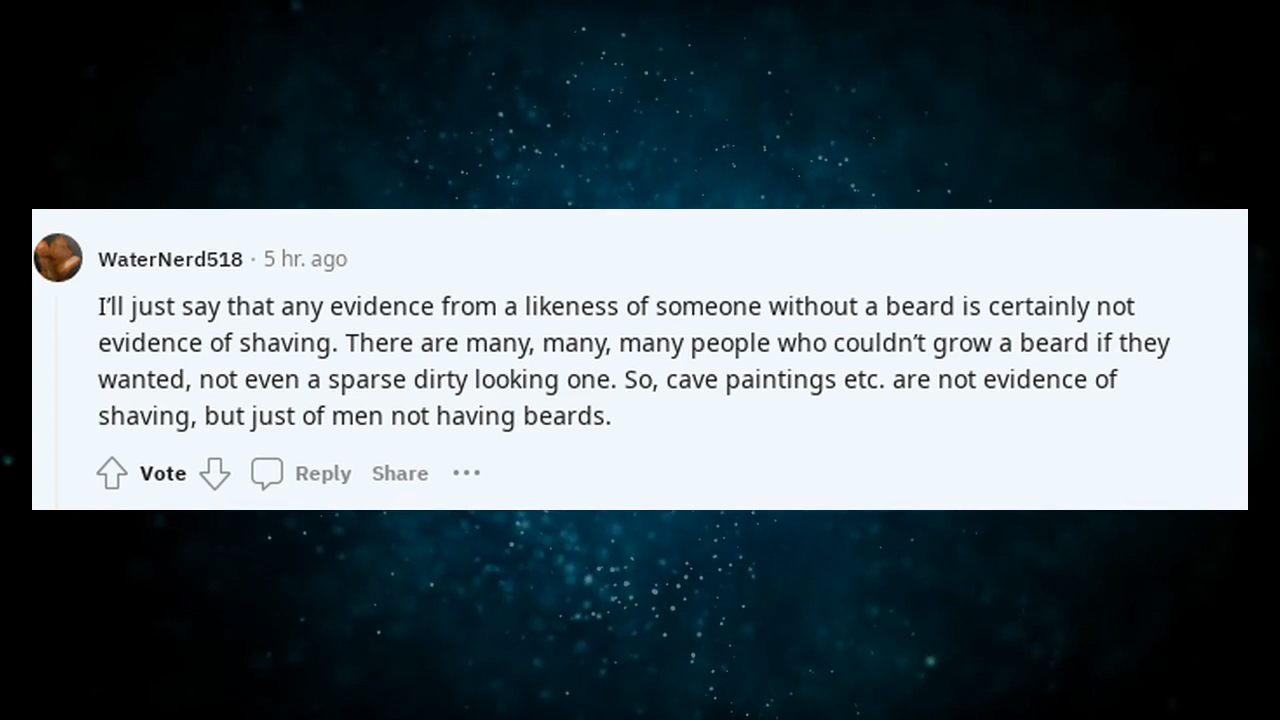 WaterNerd518 · 5 hr. ago
I’ll just say that any evidence from a likeness of someone without a beard is certainly not
evidence of shaving. There are many, many, many people who couldn’t grow a beard if they
wanted, not even a sparse dirty looking one. So, cave paintings etc. are not evidence of
shaving, but just of men not having beards.
Vote Reply Share ···